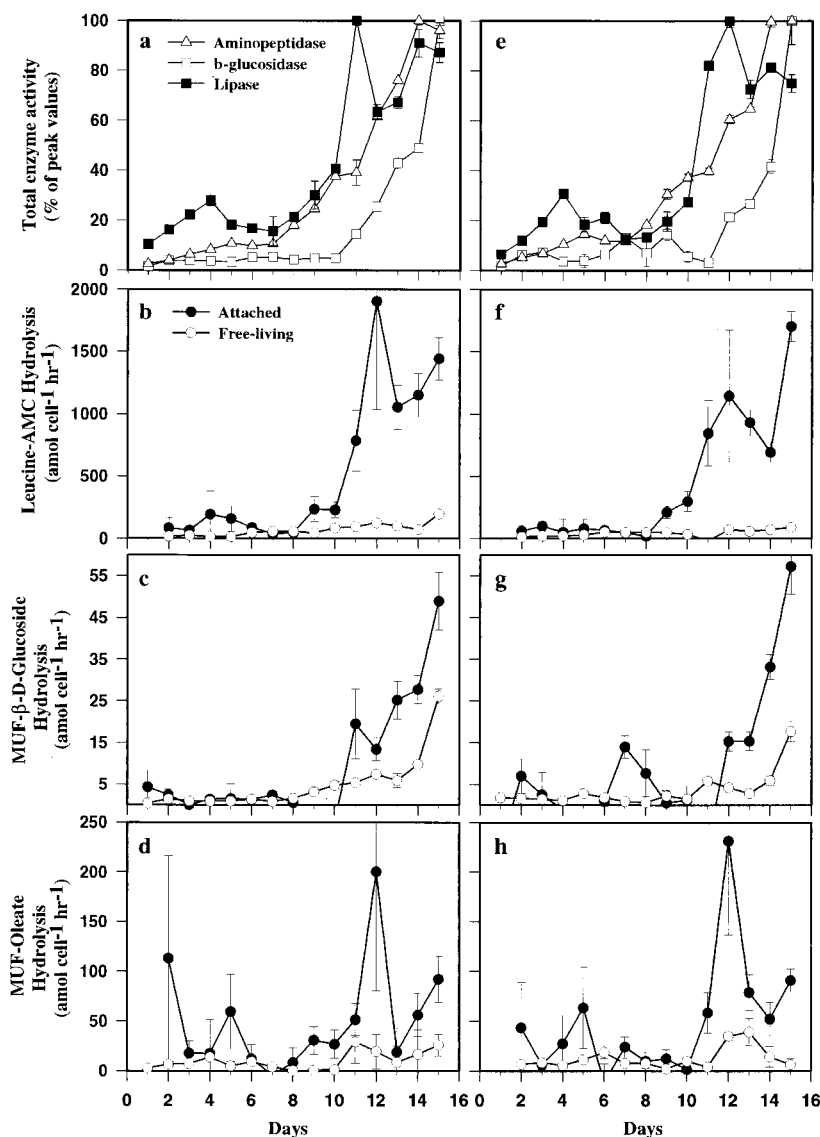 a
Aminopeptidase
b-glucosidase
Lipase
Total enzyme activity
(% of peak values)
100
80
60
40
20
0
e
b
Attached
Free-living
Leucine-AMC Hydrolysis
(amol cell-1 hr-1)
2000
1500
1000
500
0
f
c
MUF-β-D-Glucoside
Hydrolysis
(amol cell-1 hr-1)
55
45
35
25
15
5
g
d
MUF-Oleate
Hydrolysis
(amol cell-1 hr-1)
250
200
150
100
50
0
h
0 2 4 6 8 10 12 14 16
0 2 4 6 8 10 12 14 16
Days
Days